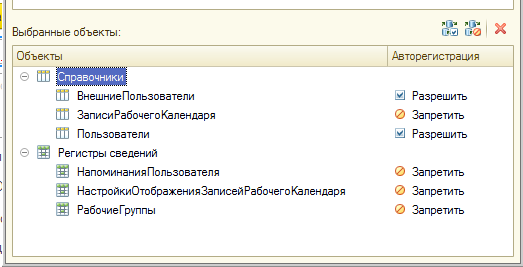 Выбранные объекты:
Объекты Авторегистрация
Справочники
ВнешниеПользователи Разрешить
ЗаписиРабочегоКалендаря Запретить
Пользователи Разрешить
Регистры сведений
НапоминанияПользователя Запретить
НастройкиОтображенияЗаписейРабочегоКалендаря Запретить
РабочиеГруппы Запретить